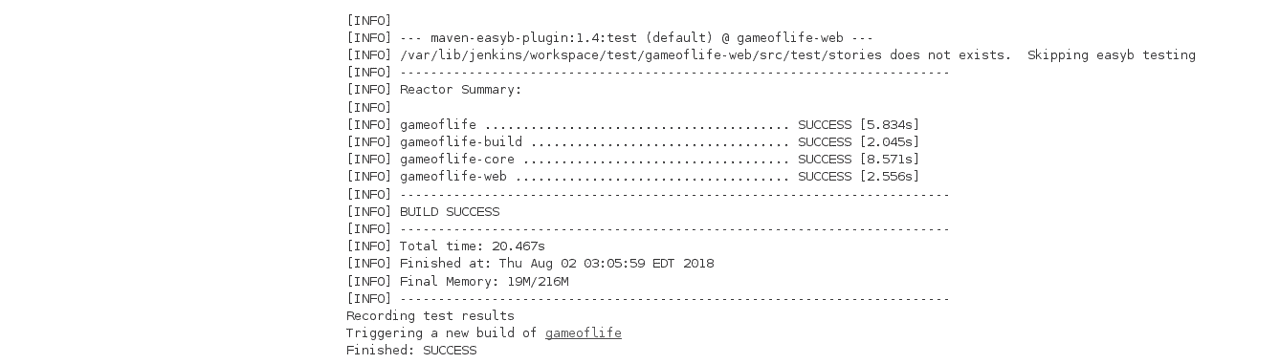 [INFO]
[INFO] --- maven-easyb-plugin:1.4:test (default) @ gameoflife-web ---
[INFO] /var/lib/jenkins/workspace/test/gameoflife-web/src/test/stories does not exists.  Skipping easyb testing
[INFO] ------------------------------------------------------------------------
[INFO] Reactor Summary:
[INFO]
[INFO] gameoflife ........................................ SUCCESS [5.834s]
[INFO] gameoflife-build .................................. SUCCESS [2.045s]
[INFO] gameoflife-core ................................... SUCCESS [8.571s]
[INFO] gameoflife-web .................................... SUCCESS [2.556s]
[INFO] ------------------------------------------------------------------------
[INFO] BUILD SUCCESS
[INFO] ------------------------------------------------------------------------
[INFO] Total time: 20.467s
[INFO] Finished at: Thu Aug 02 03:05:59 EDT 2018
[INFO] Final Memory: 19M/216M
[INFO] ------------------------------------------------------------------------
Recording test results
Triggering a new build of gameoflife
Finished: SUCCESS